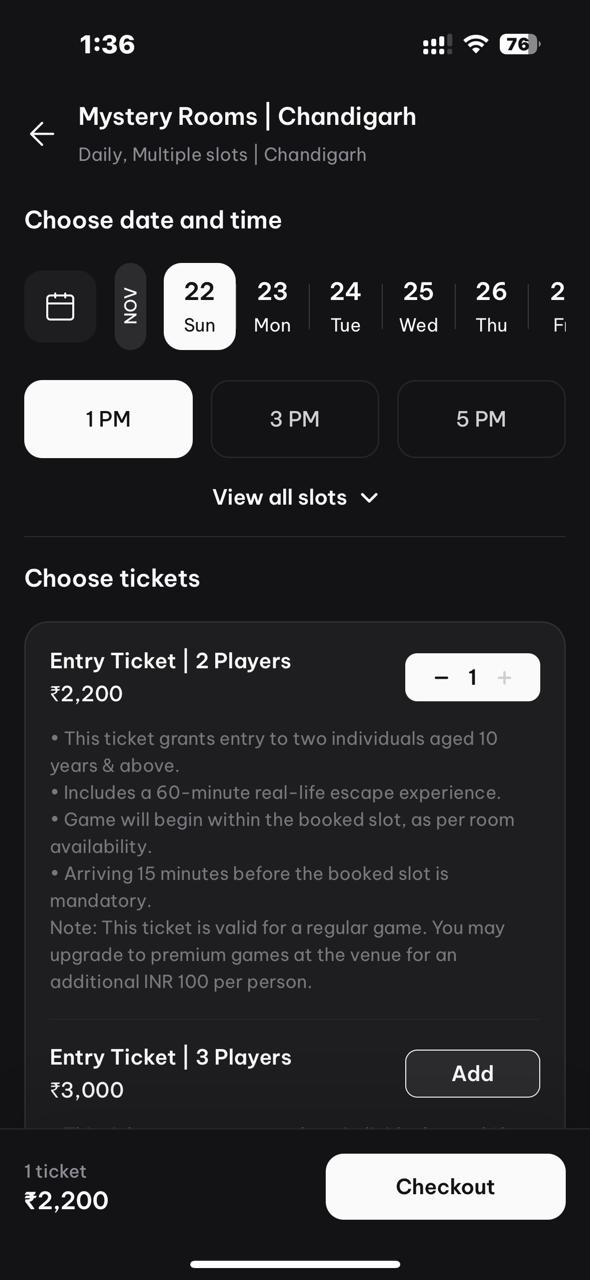 1:36
76
Mystery Rooms | Chandigarh
Daily, Multiple slots | Chandigarh
Choose date and time
NOV
22 23 24 25 26 2
Sun Mon Tue Wed Thu
1 PM 3 PM 5 PM
View all slots
Choose tickets
Entry Ticket | 2 Players
₹2,200
− 1 +
• This ticket grants entry to two individuals aged 10
years & above.
• Includes a 60-minute real-life escape experience.
• Game will begin within the booked slot, as per room
availability.
• Arriving 15 minutes before the booked slot is
mandatory.
Note: This ticket is valid for a regular game. You may
upgrade to premium games at the venue for an
additional INR 100 per person.
Entry Ticket | 3 Players
₹3,000
Add
1 ticket
₹2,200
Checkout